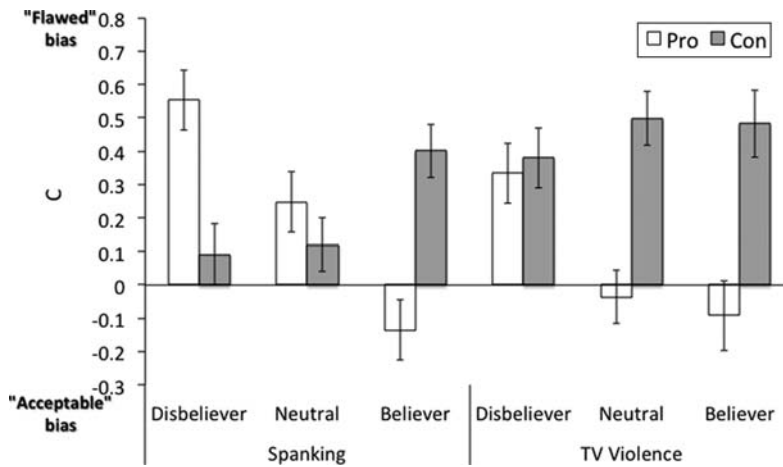 "Flawed"
bias
0.8
0.7
0.6
0.5
0.4
0.3
0.2
0.1
0
-0.1
-0.2
-0.3
C
Pro Con
"Acceptable"
bias
Disbeliever Neutral Believer Disbeliever Neutral Believer
Spanking TV Violence